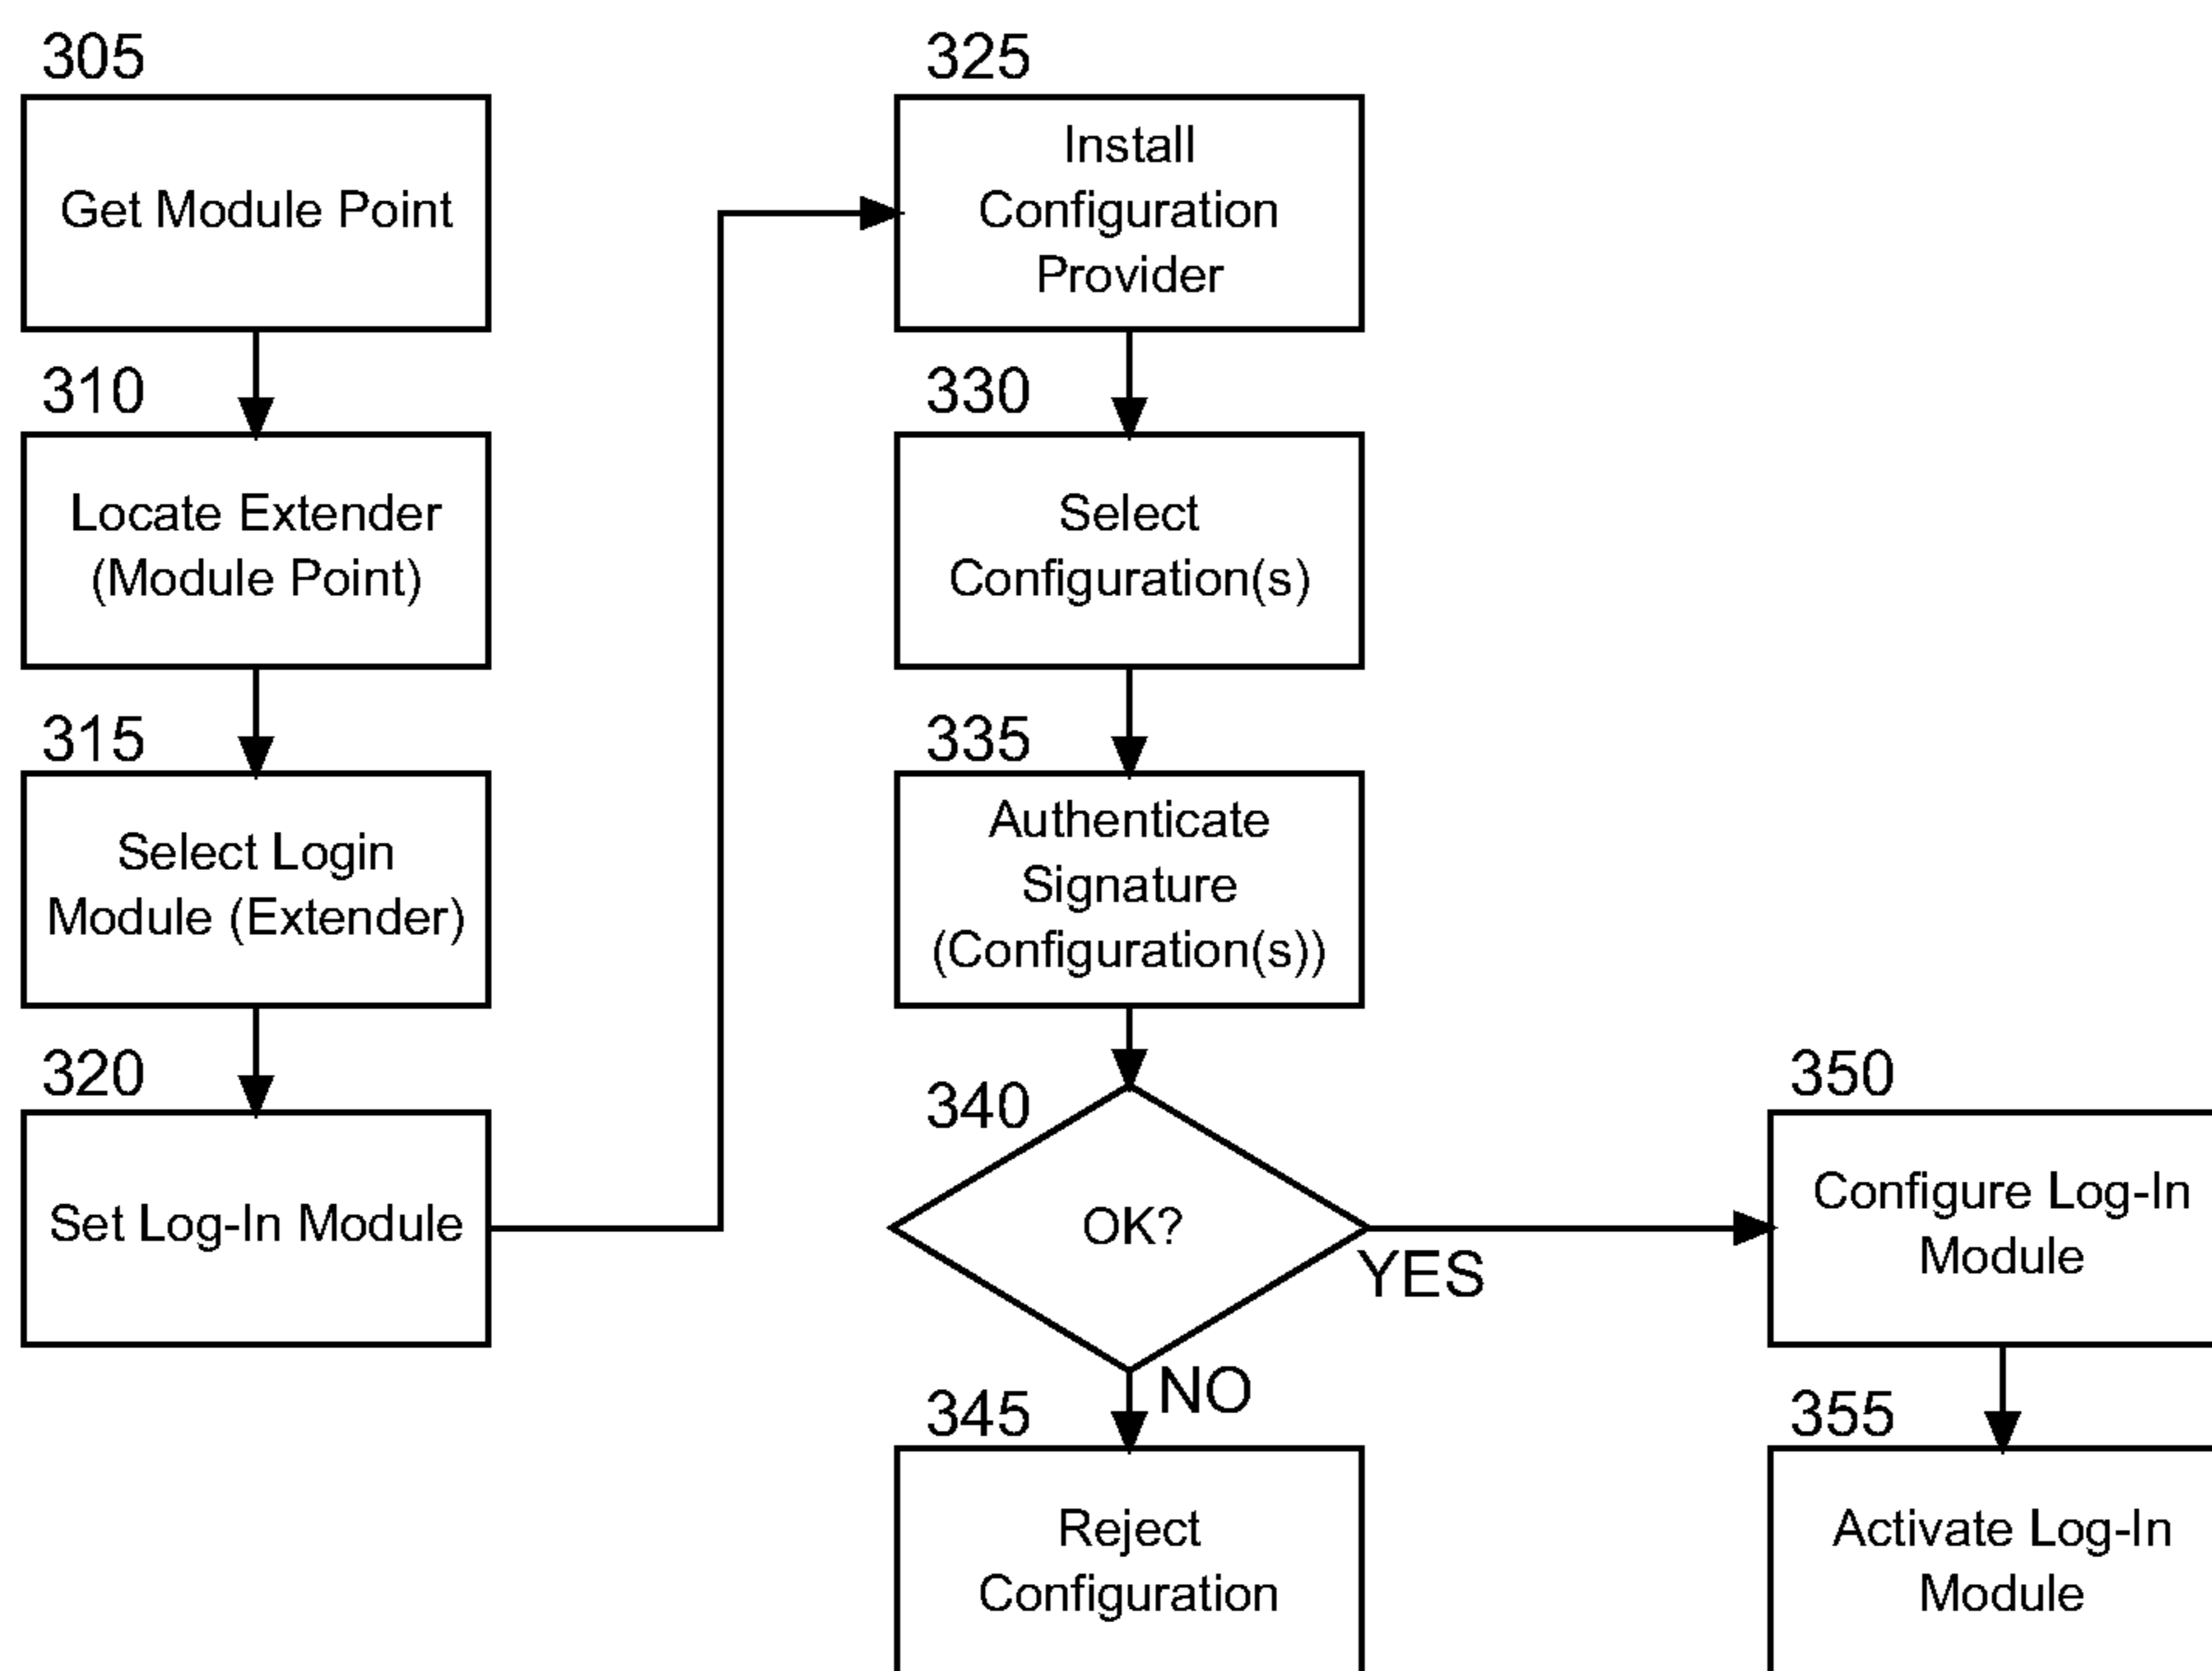 305
Get Module Point
310
Locate Extender
(Module Point)
315
Select Login
Module (Extender)
320
Set Log-In Module
325
Install
Configuration
Provider
330
Select
Configuration(s)
335
Authenticate
Signature
(Configuration(s))
340
OK?
YES
NO
345
Reject
Configuration
350
Configure Log-In
Module
355
Activate Log-In
Module